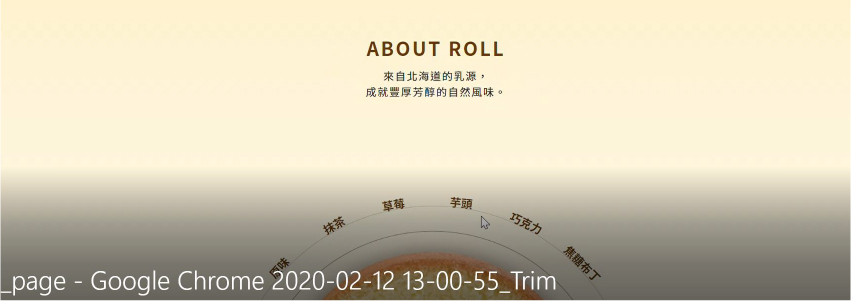 ABOUT ROLL
來自北海道的乳源，
成就豐厚芳醇的自然風味。
抹茶
草莓
芋頭
巧克力
焦糖布丁
_page - Google Chrome 2020-02-12 13-00-55_Trim